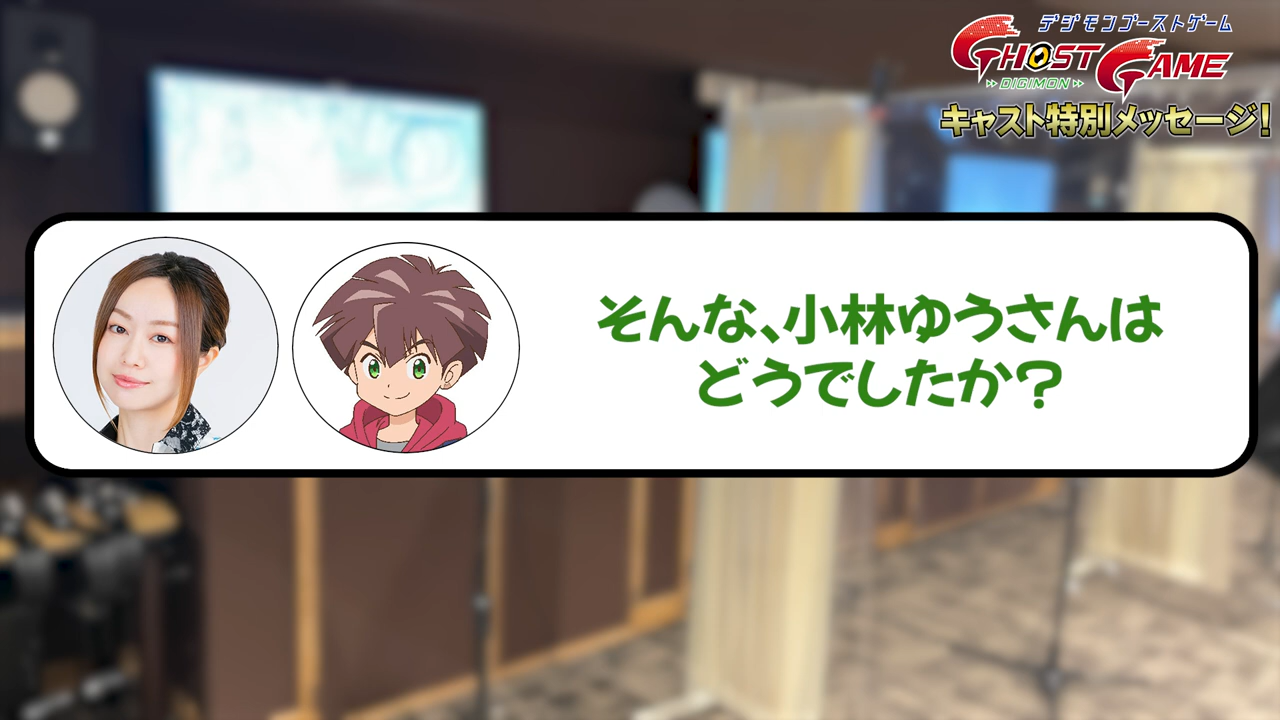 デジモンゴーストゲーム
GHOST GAME
DIGIMON
キャスト特別メッセージ!
そんな、小林ゆうさんは
どうでしたか?